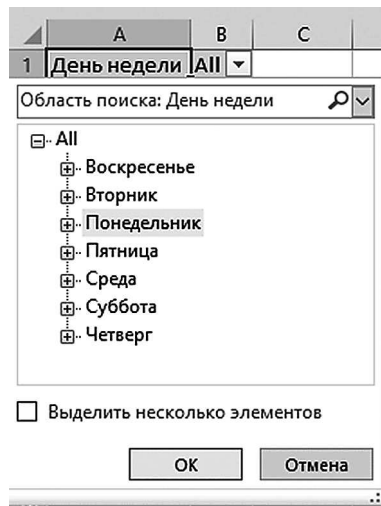 A B C
1 День недели All
Область поиска: День недели
All
Воскресенье
Вторник
Понедельник
Пятница
Среда
Суббота
Четверг
Выделить несколько элементов
ОК Отмена